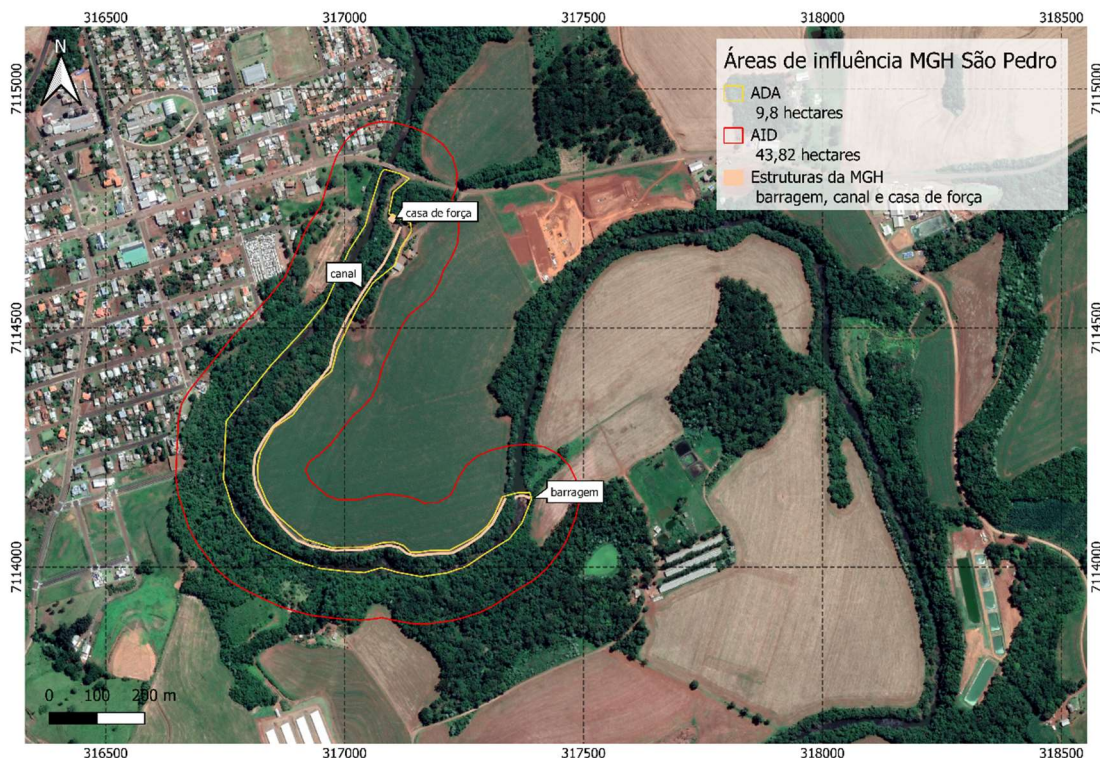 316500 317000 317500 318000 318500
N
Áreas de influência MGH São Pedro
ADA
9,8 hectares
AID
43,82 hectares
Estruturas da MGH
barragem, canal e casa de força
7115000 7115000
casa de força
canal
7114500 7114500
barragem
7114000 7114000
0 100 200 m
316500 317000 317500 318000 318500